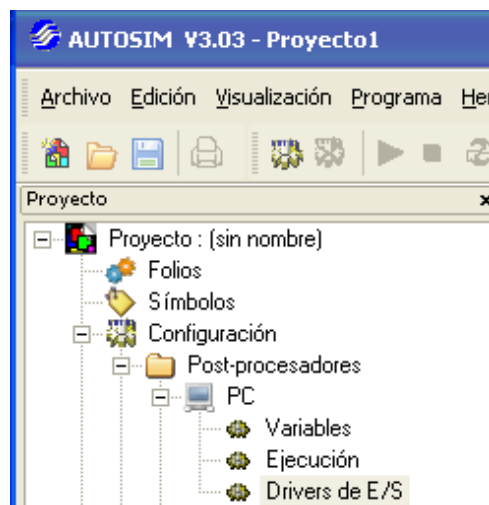 AUTOSIM V3.03 - Proyecto1
Archivo Edición Visualización Programa Her
Proyecto
Proyecto : (sin nombre)
Folios
Símbolos
Configuración
Post-procesadores
PC
Variables
Ejecución
Drivers de E/S